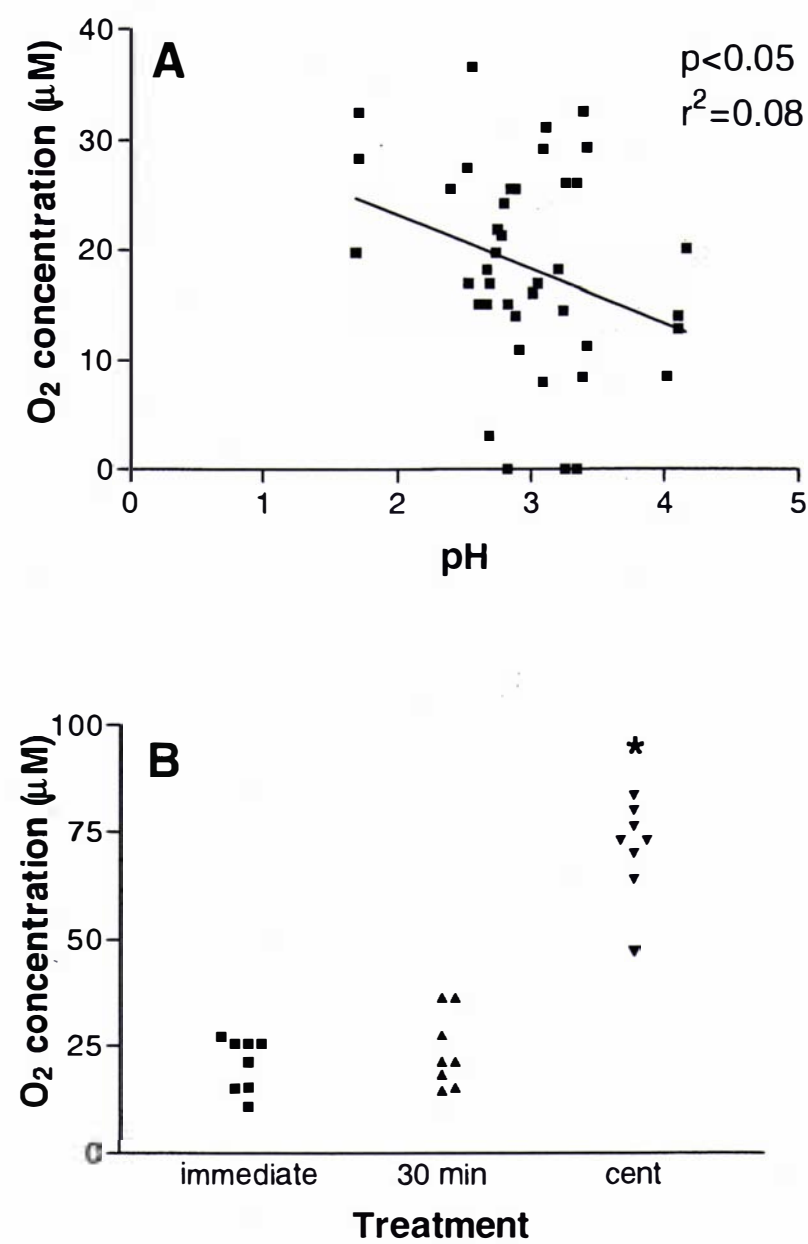 A
p<0.05
r²=0.08
O₂ concentration (μM)
40
30
20
10
0
0 1 2 3 4 5
pH
B
*
O₂ concentration (μM)
100
75
50
25
0
immediate 30 min cent
Treatment